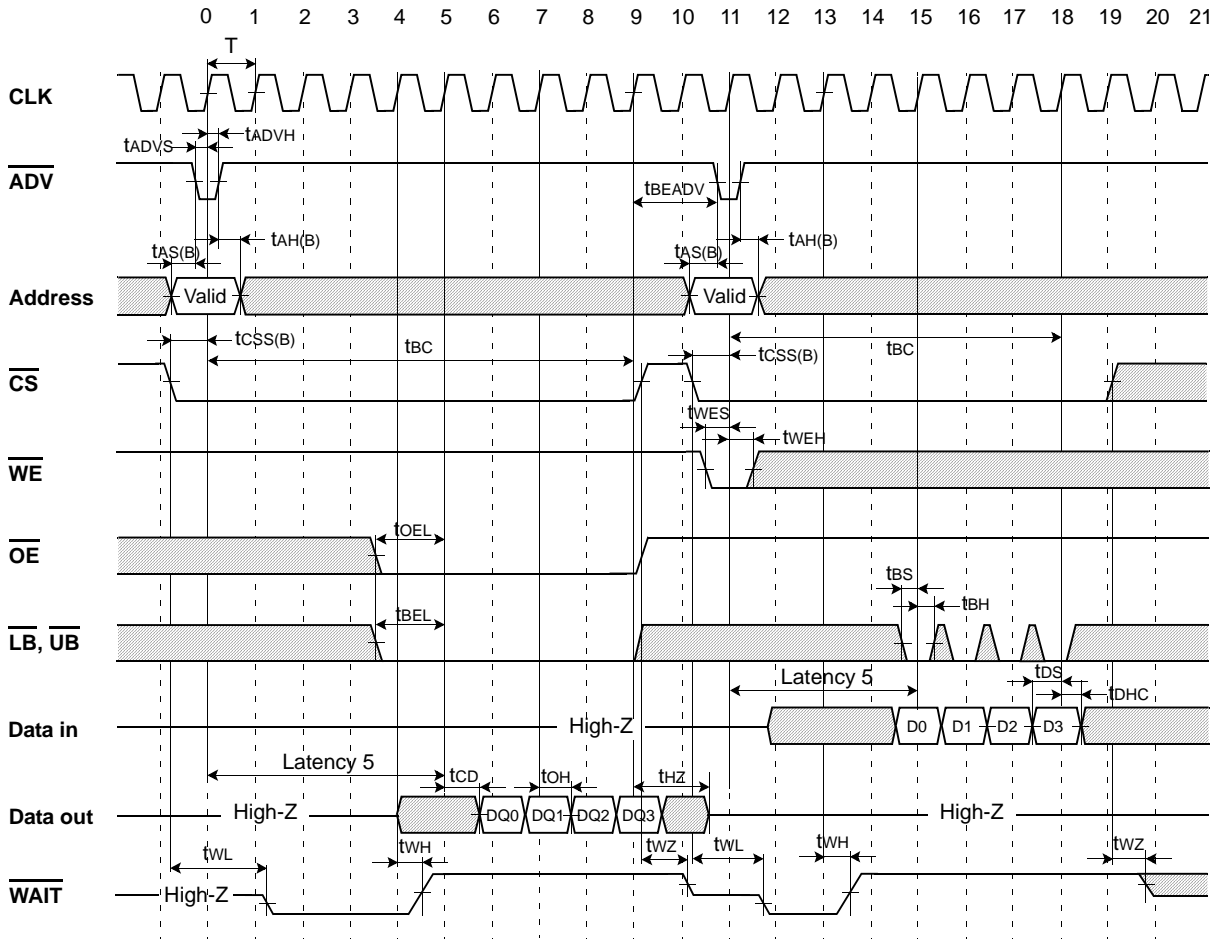 0 1 2 3 4 5 6 7 8 9 10 11 12 13 14 15 16 17 18 19 20 21
T
CLK
tADVH
tADVS
ADV
tBEADV
tAH(B)
tAH(B)
tAS(B)
tAS(B)
Address
Valid
Valid
tCSS(B)
tBC
tCSS(B)
tBC
CS
tWES
tWEH
WE
tOEL
OE
tBS
tBH
tBEL
LB, UB
Latency 5
tDS
tDHC
Data in
High-Z
D0 D1 D2 D3
Latency 5
tCD
tOH
tHZ
Data out
High-Z
DQ0 DQ1 DQ2 DQ3
High-Z
tWL
tWH
tWZ
tWL
tWH
tWZ
WAIT
High-Z